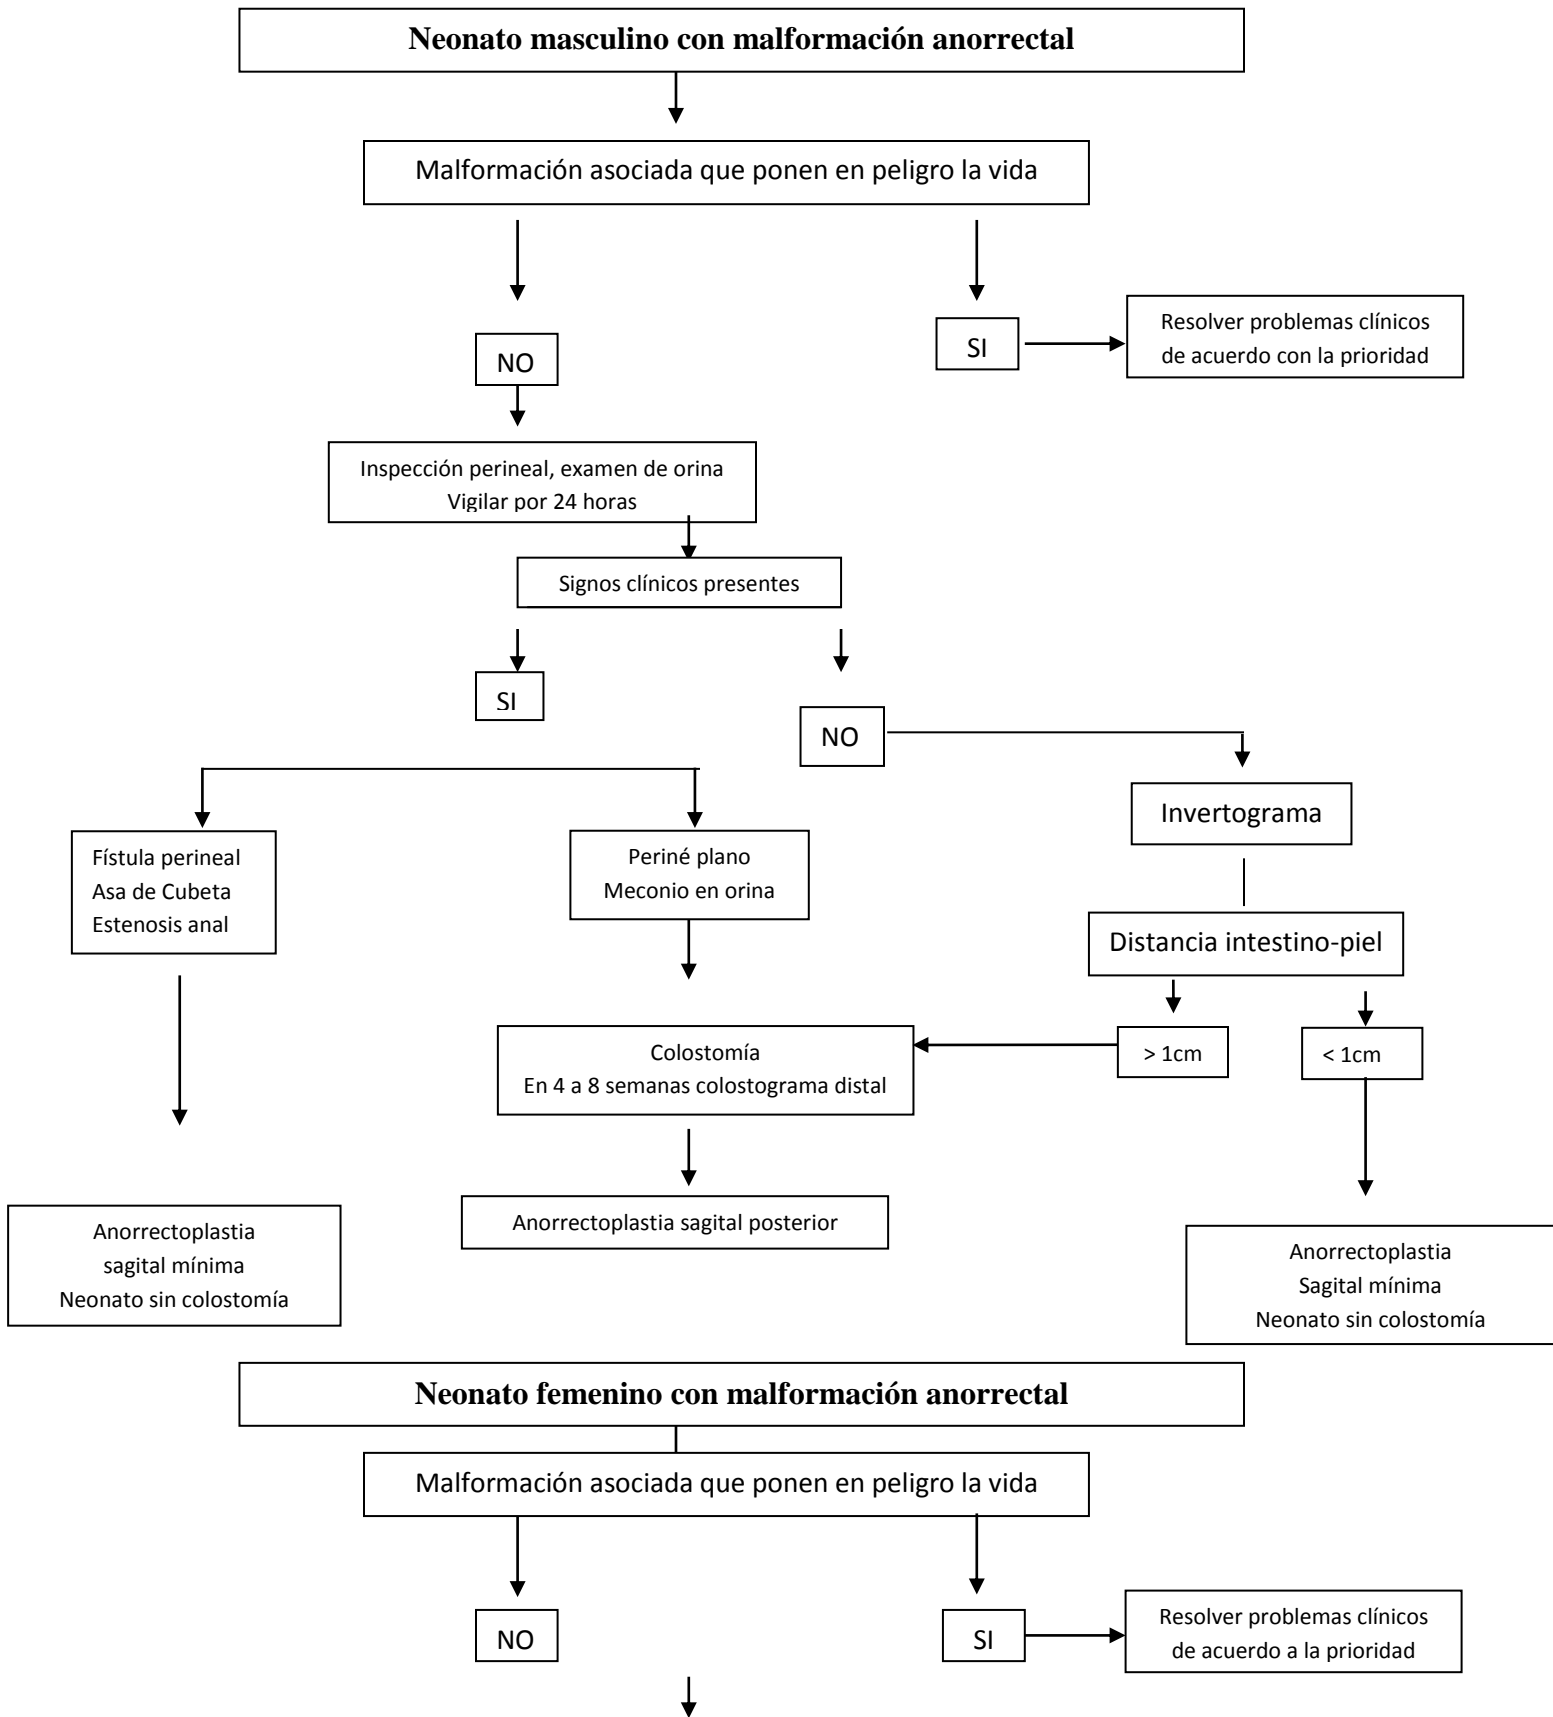 Neonato masculino con malformación anorrectal
Malformación asociada que ponen en peligro la vida
NO
SI
Resolver problemas clínicos
de acuerdo con la prioridad
Inspección perineal, examen de orina
Vigilar por 24 horas
Signos clínicos presentes
SI
NO
Invertograma
Fístula perineal
Asa de Cubeta
Estenosis anal
Periné plano
Meconio en orina
Distancia intestino-piel
> 1cm
< 1cm
Colostomía
En 4 a 8 semanas colostograma distal
Anorrectoplastia sagital posterior
Anorrectoplastia
sagital mínima
Neonato sin colostomía
Anorrectoplastia
Sagital mínima
Neonato sin colostomía
Neonato femenino con malformación anorrectal
Malformación asociada que ponen en peligro la vida
NO
SI
Resolver problemas clínicos
de acuerdo a la prioridad